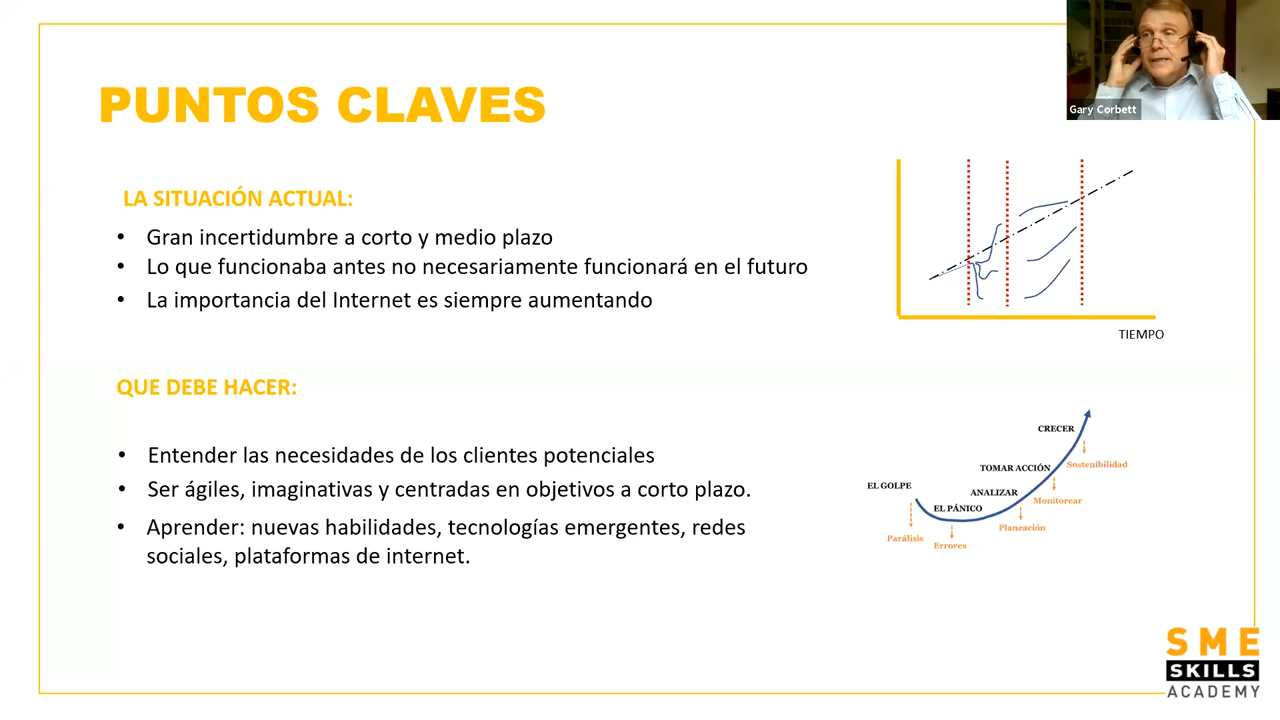 PUNTOS CLAVES
Gary Corbett
LA SITUACIÓN ACTUAL:
• Gran incertidumbre a corto y medio plazo
• Lo que funcionaba antes no necesariamente funcionará en el futuro
• La importancia del Internet es siempre aumentando
TIEMPO
QUE DEBE HACER:
• Entender las necesidades de los clientes potenciales
• Ser ágiles, imaginativas y centradas en objetivos a corto plazo.
• Aprender: nuevas habilidades, tecnologías emergentes, redes
sociales, plataformas de internet.
CRECER
Sostenibilidad
TOMAR ACCIÓN
Monitorear
ANALIZAR
Planeación
EL GOLPE
EL PÁNICO
Parálisis
Errores
SME
SKILLS
ACADEMY